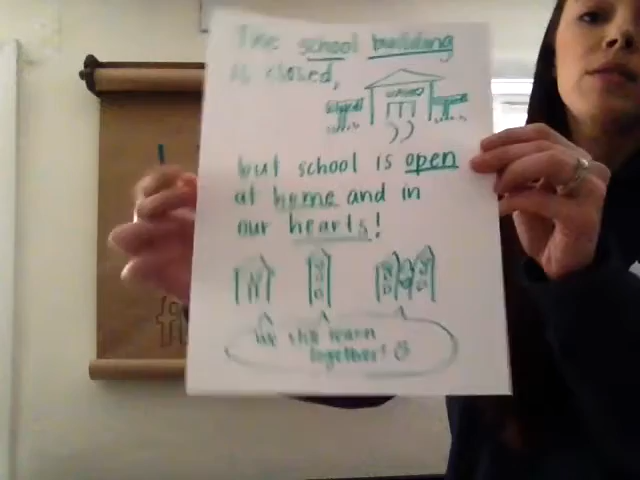 The school building
is closed,
but school is open
at home and in
our hearts!
We still learn
together!